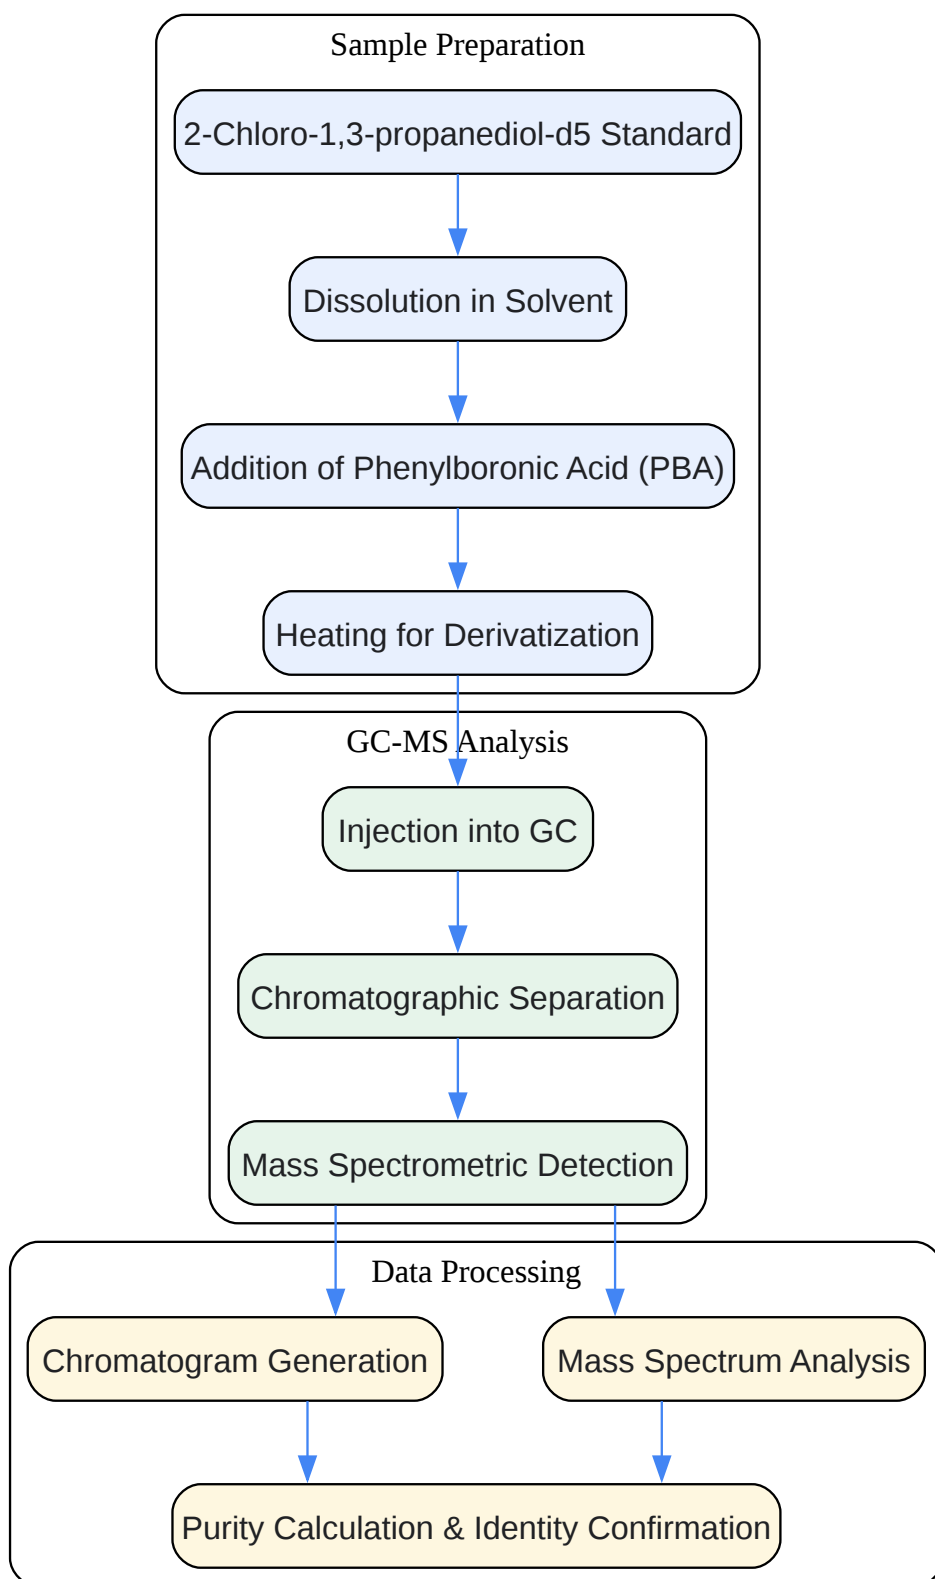 Sample Preparation
2-Chloro-1,3-propanediol-d5 Standard
Dissolution in Solvent
Addition of Phenylboronic Acid (PBA)
Heating for Derivatization
GC-MS Analysis
Injection into GC
Chromatographic Separation
Mass Spectrometric Detection
Data Processing
Chromatogram Generation
Mass Spectrum Analysis
Purity Calculation & Identity Confirmation